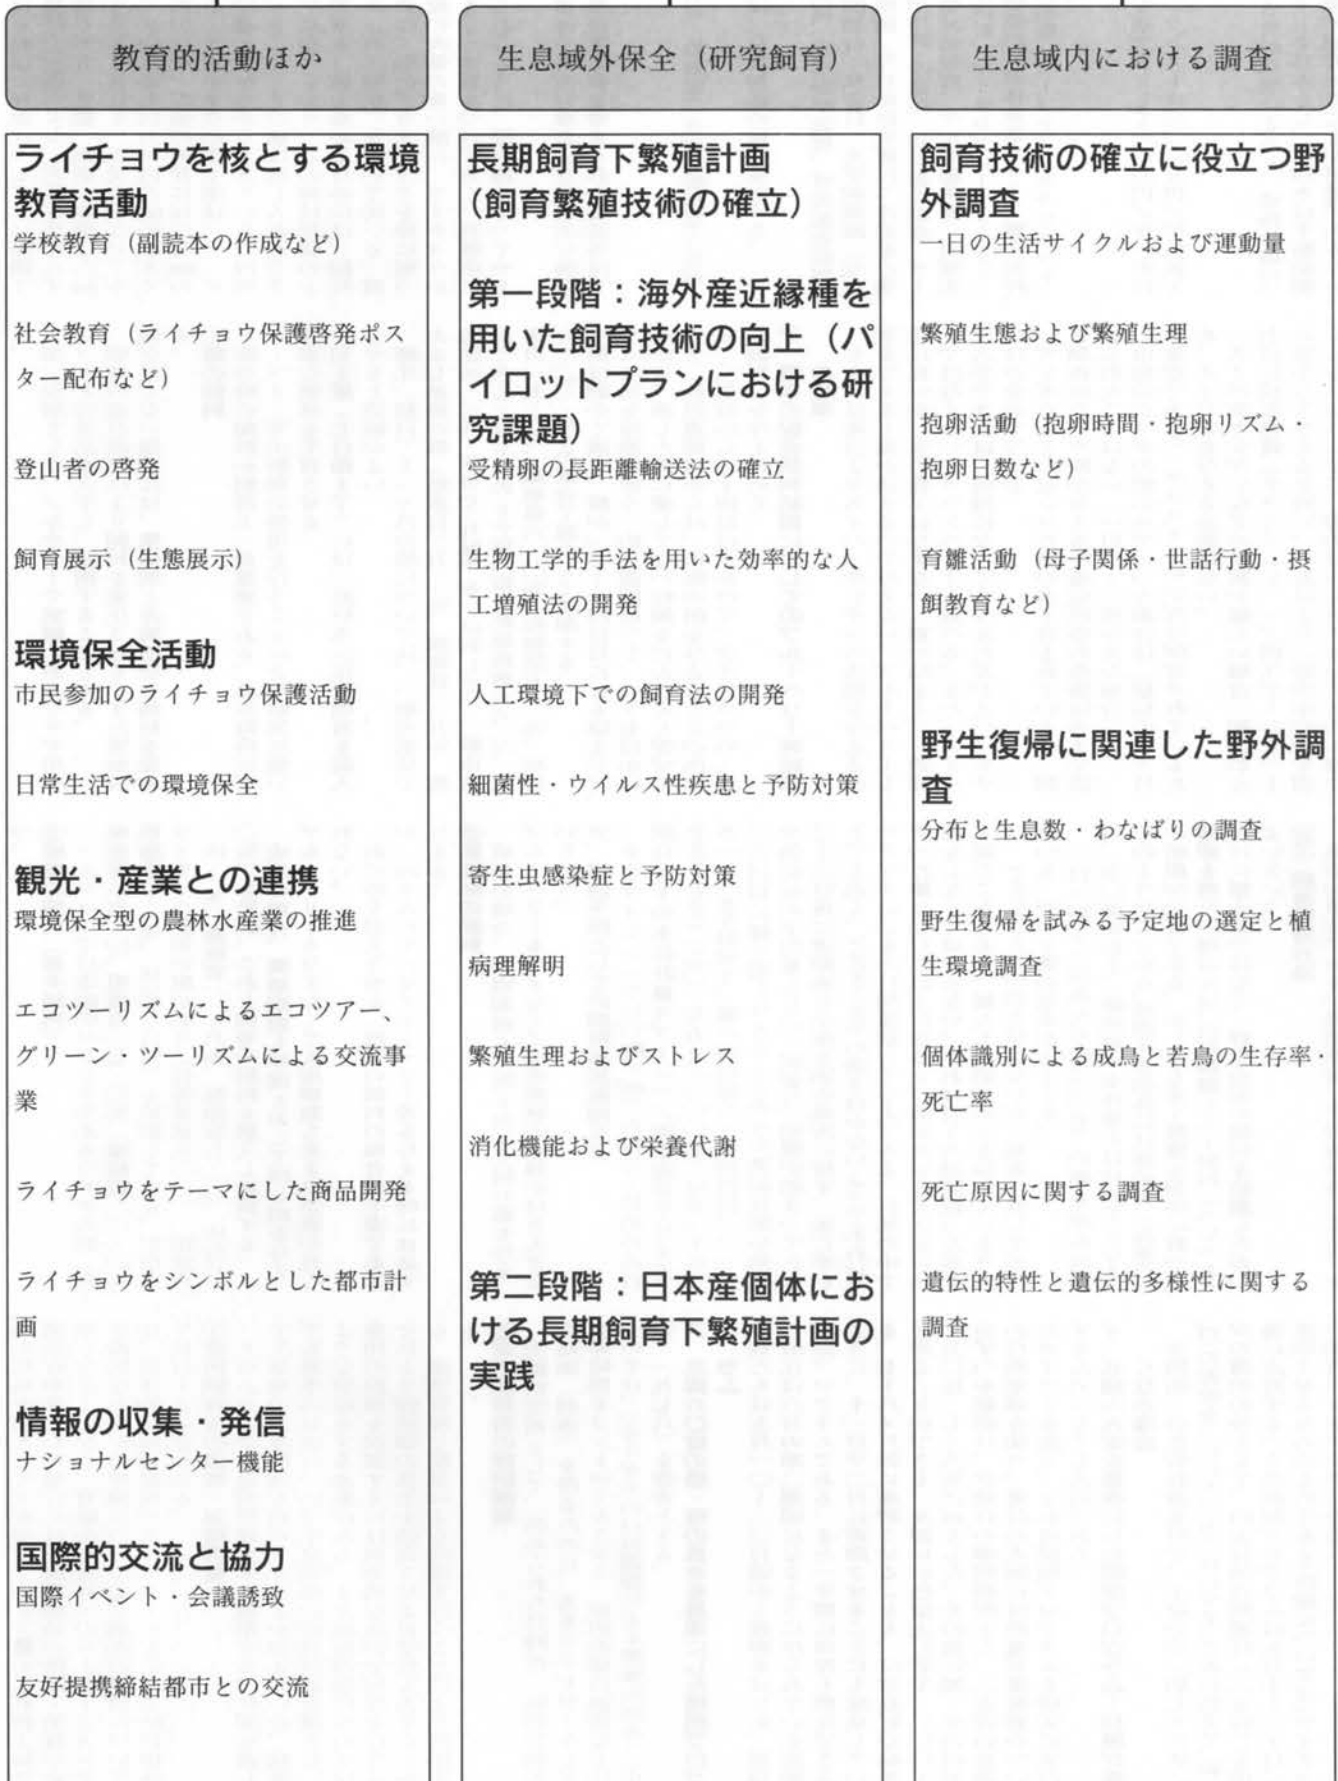 教育的活動ほか
ライチョウを核とする環境
教育活動
学校教育（副読本の作成など）
社会教育（ライチョウ保護啓発ポス
ター配布など）
登山者の啓発
飼育展示（生態展示）
環境保全活動
市民参加のライチョウ保護活動
日常生活での環境保全
観光・産業との連携
環境保全型の農林水産業の推進
エコツーリズムによるエコツアー、
グリーン・ツーリズムによる交流事
業
ライチョウをテーマにした商品開発
ライチョウをシンボルとした都市計
画
情報の収集・発信
ナショナルセンター機能
国際的交流と協力
国際イベント・会議誘致
友好提携締結都市との交流
生息域外保全（研究飼育）
長期飼育下繁殖計画
（飼育繁殖技術の確立）
第一段階：海外産近縁種を
用いた飼育技術の向上（パ
イロットプランにおける研
究課題）
受精卵の長距離輸送法の確立
生物工学的手法を用いた効率的な人
工増殖法の開発
人工環境下での飼育法の開発
細菌性・ウイルス性疾患と予防対策
寄生虫感染症と予防対策
病理解明
繁殖生理およびストレス
消化機能および栄養代謝
第二段階：日本産個体にお
ける長期飼育下繁殖計画の
実践
生息域内における調査
飼育技術の確立に役立つ野
外調査
一日の生活サイクルおよび運動量
繁殖生態および繁殖生理
抱卵活動（抱卵時間・抱卵リズム・
抱卵日数など）
育雛活動（母子関係・世話行動・摂
餌教育など）
野生復帰に関連した野外調
査
分布と生息数・わなばりの調査
野生復帰を試みる予定地の選定と植
生環境調査
個体識別による成鳥と若鳥の生存率・
死亡率
死亡原因に関する調査
遺伝的特性と遺伝的多様性に関する
調査